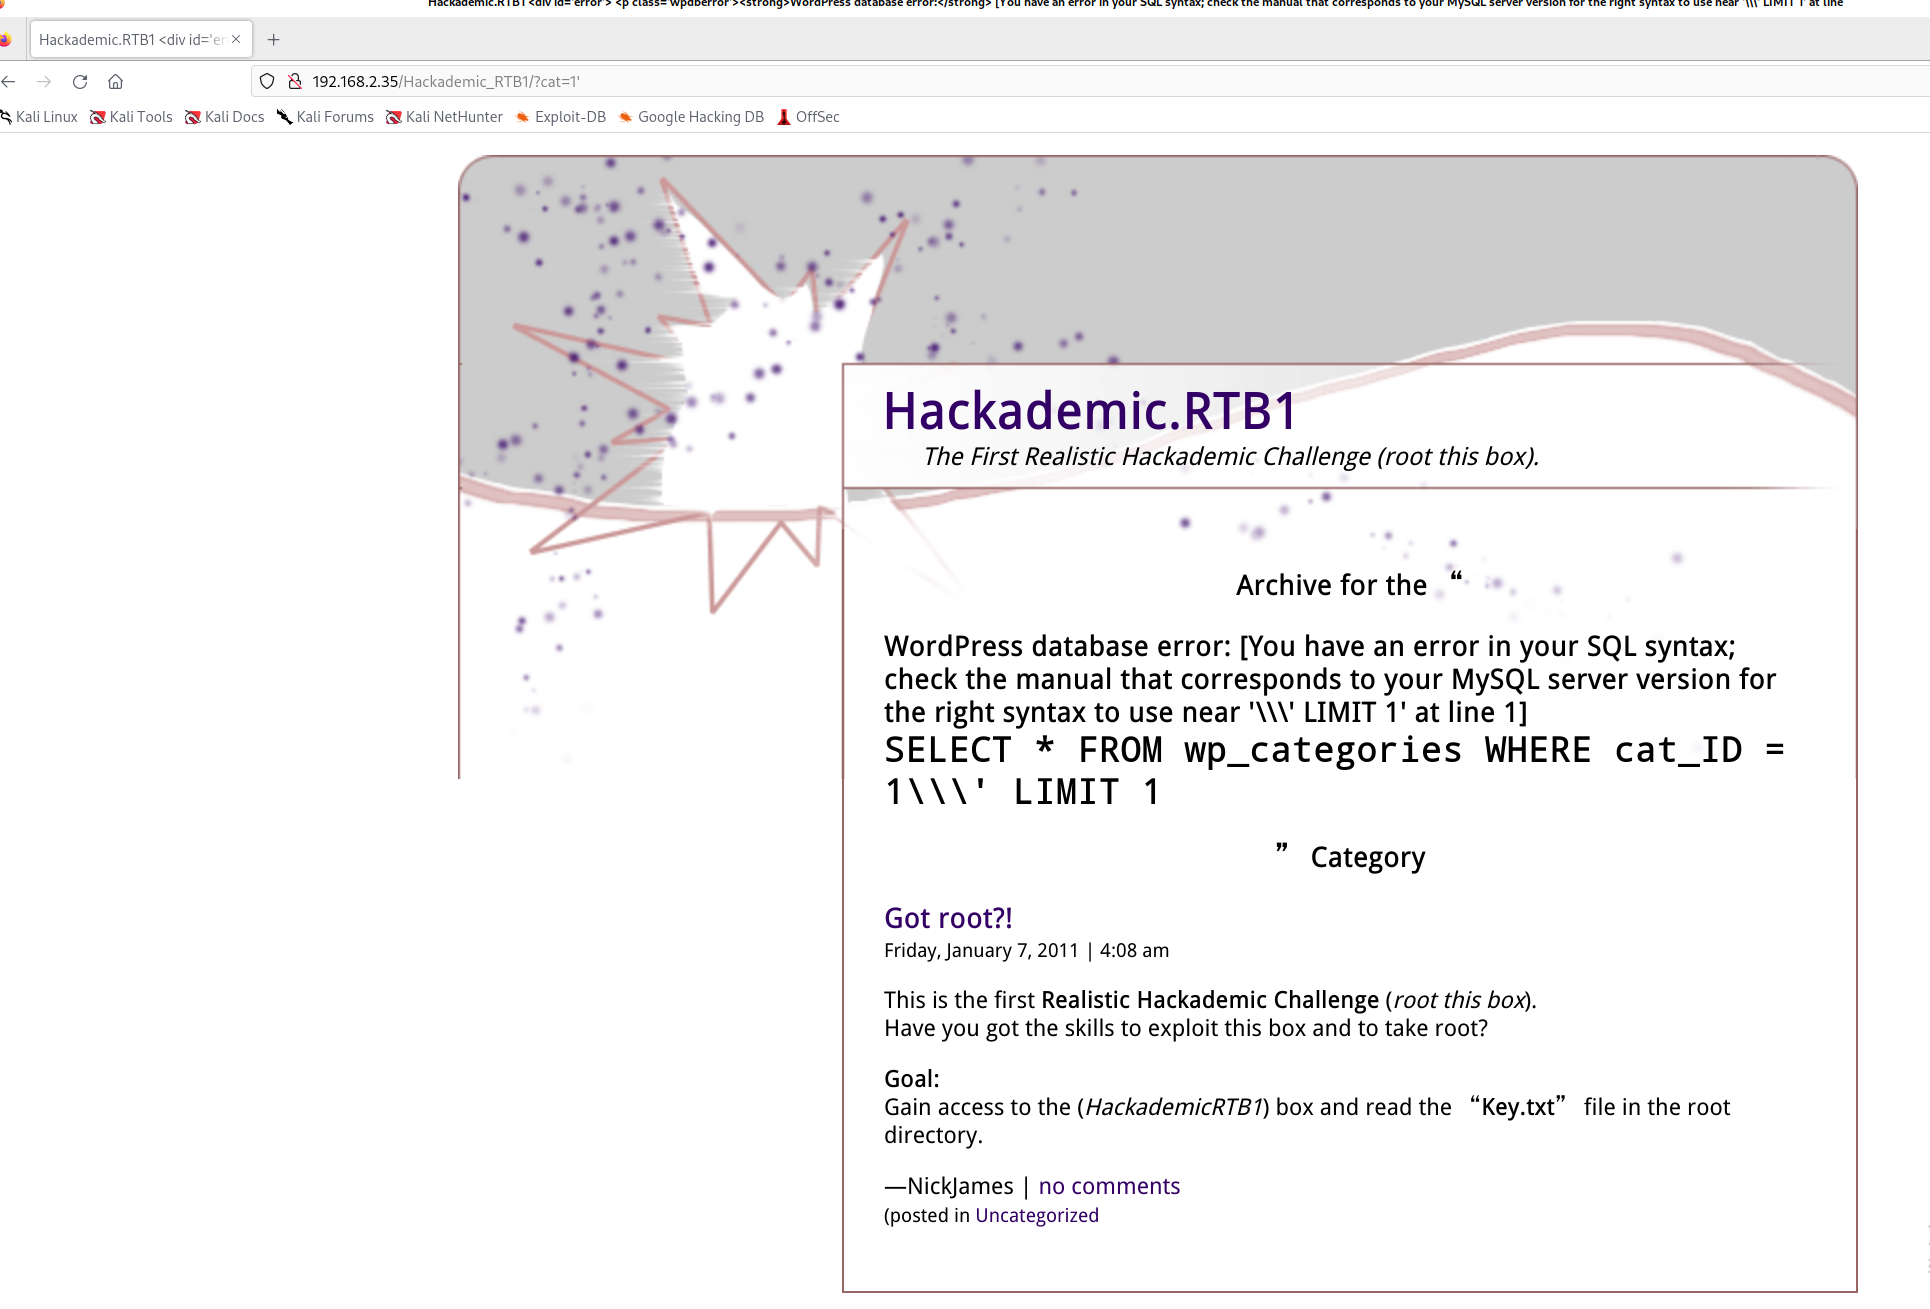 Hackademic.RTB1 <div id='error'> <p class='wpdberror'><strong>WordPress database error:</strong> [You have an error in your SQL syntax; check the manual that corresponds to your MySQL server version for the right syntax to use near '\\\' LIMIT 1' at line
Hackademic.RTB1 <div id='er
192.168.2.35/Hackademic_RTB1/?cat=1'
Kali Linux Kali Tools Kali Docs Kali Forums Kali NetHunter Exploit-DB Google Hacking DB OffSec
Hackademic.RTB1
The First Realistic Hackademic Challenge (root this box).
Archive for the “
WordPress database error: [You have an error in your SQL syntax;
check the manual that corresponds to your MySQL server version for
the right syntax to use near '\\\' LIMIT 1' at line 1]
SELECT * FROM wp_categories WHERE cat_ID =
1\\\' LIMIT 1
” Category
Got root?!
Friday, January 7, 2011 | 4:08 am
This is the first Realistic Hackademic Challenge (root this box).
Have you got the skills to exploit this box and to take root?
Goal:
Gain access to the (HackademicRTB1) box and read the “Key.txt” file in the root
directory.
—NickJames | no comments
(posted in Uncategorized